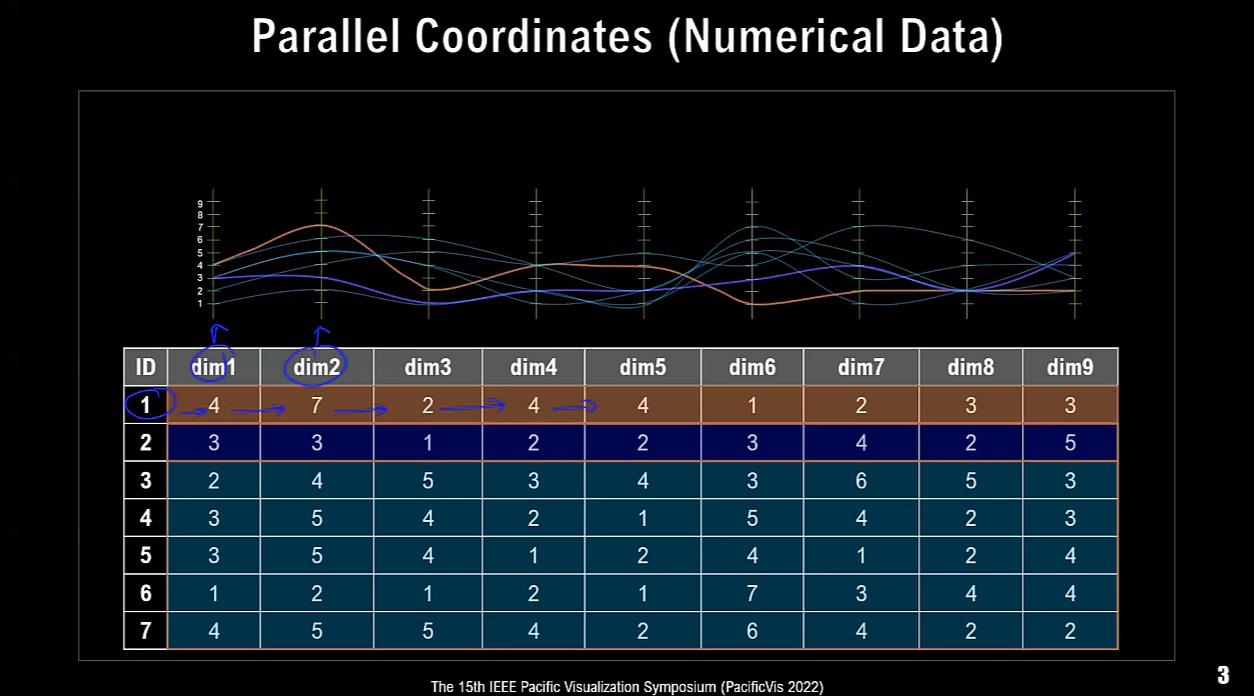 Parallel Coordinates (Numerical Data)
9
8
7
6
5
4
3
2
1
ID dim1 dim2 dim3 dim4 dim5 dim6 dim7 dim8 dim9
1 4 7 2 4 4 1 2 3 3
2 3 3 1 2 2 3 4 2 5
3 2 4 5 3 4 3 6 5 3
4 3 5 4 2 1 5 4 2 3
5 3 5 4 1 2 4 1 2 4
6 1 2 1 2 1 7 3 4 4
7 4 5 5 4 2 6 4 2 2
The 15th IEEE Pacific Visualization Symposium (PacificVis 2022)
3